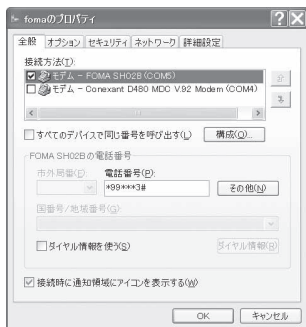 fomaのプロパティ
全般 オプション セキュリティ ネットワーク 詳細設定
接続方法(T):
モデム - FOMA SH02B (COM5)
モデム - Conexant D480 MDC V.92 Modem (COM4)
すべてのデバイスで同じ番号を呼び出す(L) 構成(O)...
FOMA SH02Bの電話番号
市外局番(E): 電話番号(P):
*99***3# その他(N)
国番号/地域番号(G):
ダイヤル情報を使う(S) ダイヤル情報(R)
接続時に通知領域にアイコンを表示する(W)
OK キャンセル